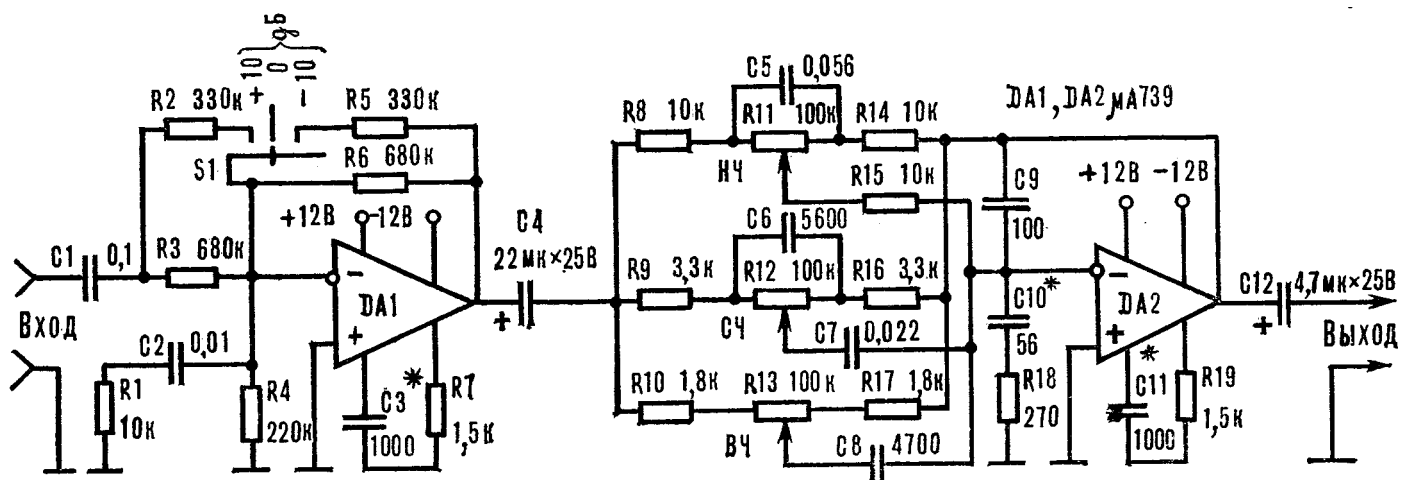 10 0 10 дБ
+ –
R2 330к
R5 330к
S1
R6 680к
C5 0,056
R8 10к
R11 100к
R14 10к
DA1, DA2 μA739
НЧ
R15 10к
+12В –12В
C1 0,1
R3 680к
C4
22мк×25В
+
C6 5600
R9 3,3к
R12 100к
R16 3,3к
СЧ
C7 0,022
C9
100
+12В –12В
Вход
–
DA1
+
C2 0,01
R1
10к
R4
220к
C3
1000
*
R7
1,5к
R10 1,8к
R13 100к
R17 1,8к
ВЧ
C8 4700
C10*
56
R18
270
–
DA2
+
*
C11
1000
R19
1,5к
C12 4,7мк×25В
+
Выход